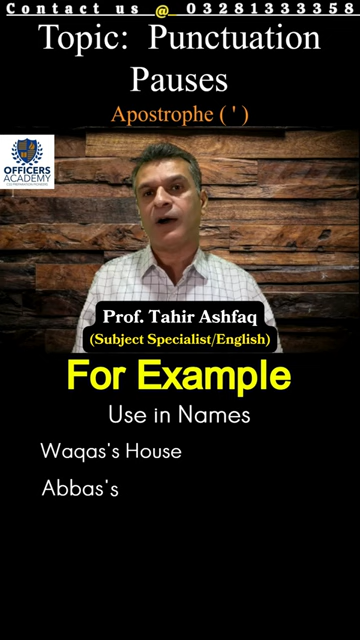 Contact us @ 03281333358
Topic: Punctuation
Pauses
Apostrophe ( ' )
OFFICERS
ACADEMY
Prof. Tahir Ashfaq
(Subject Specialist/English)
For Example
Use in Names
Waqas's House
Abbas's